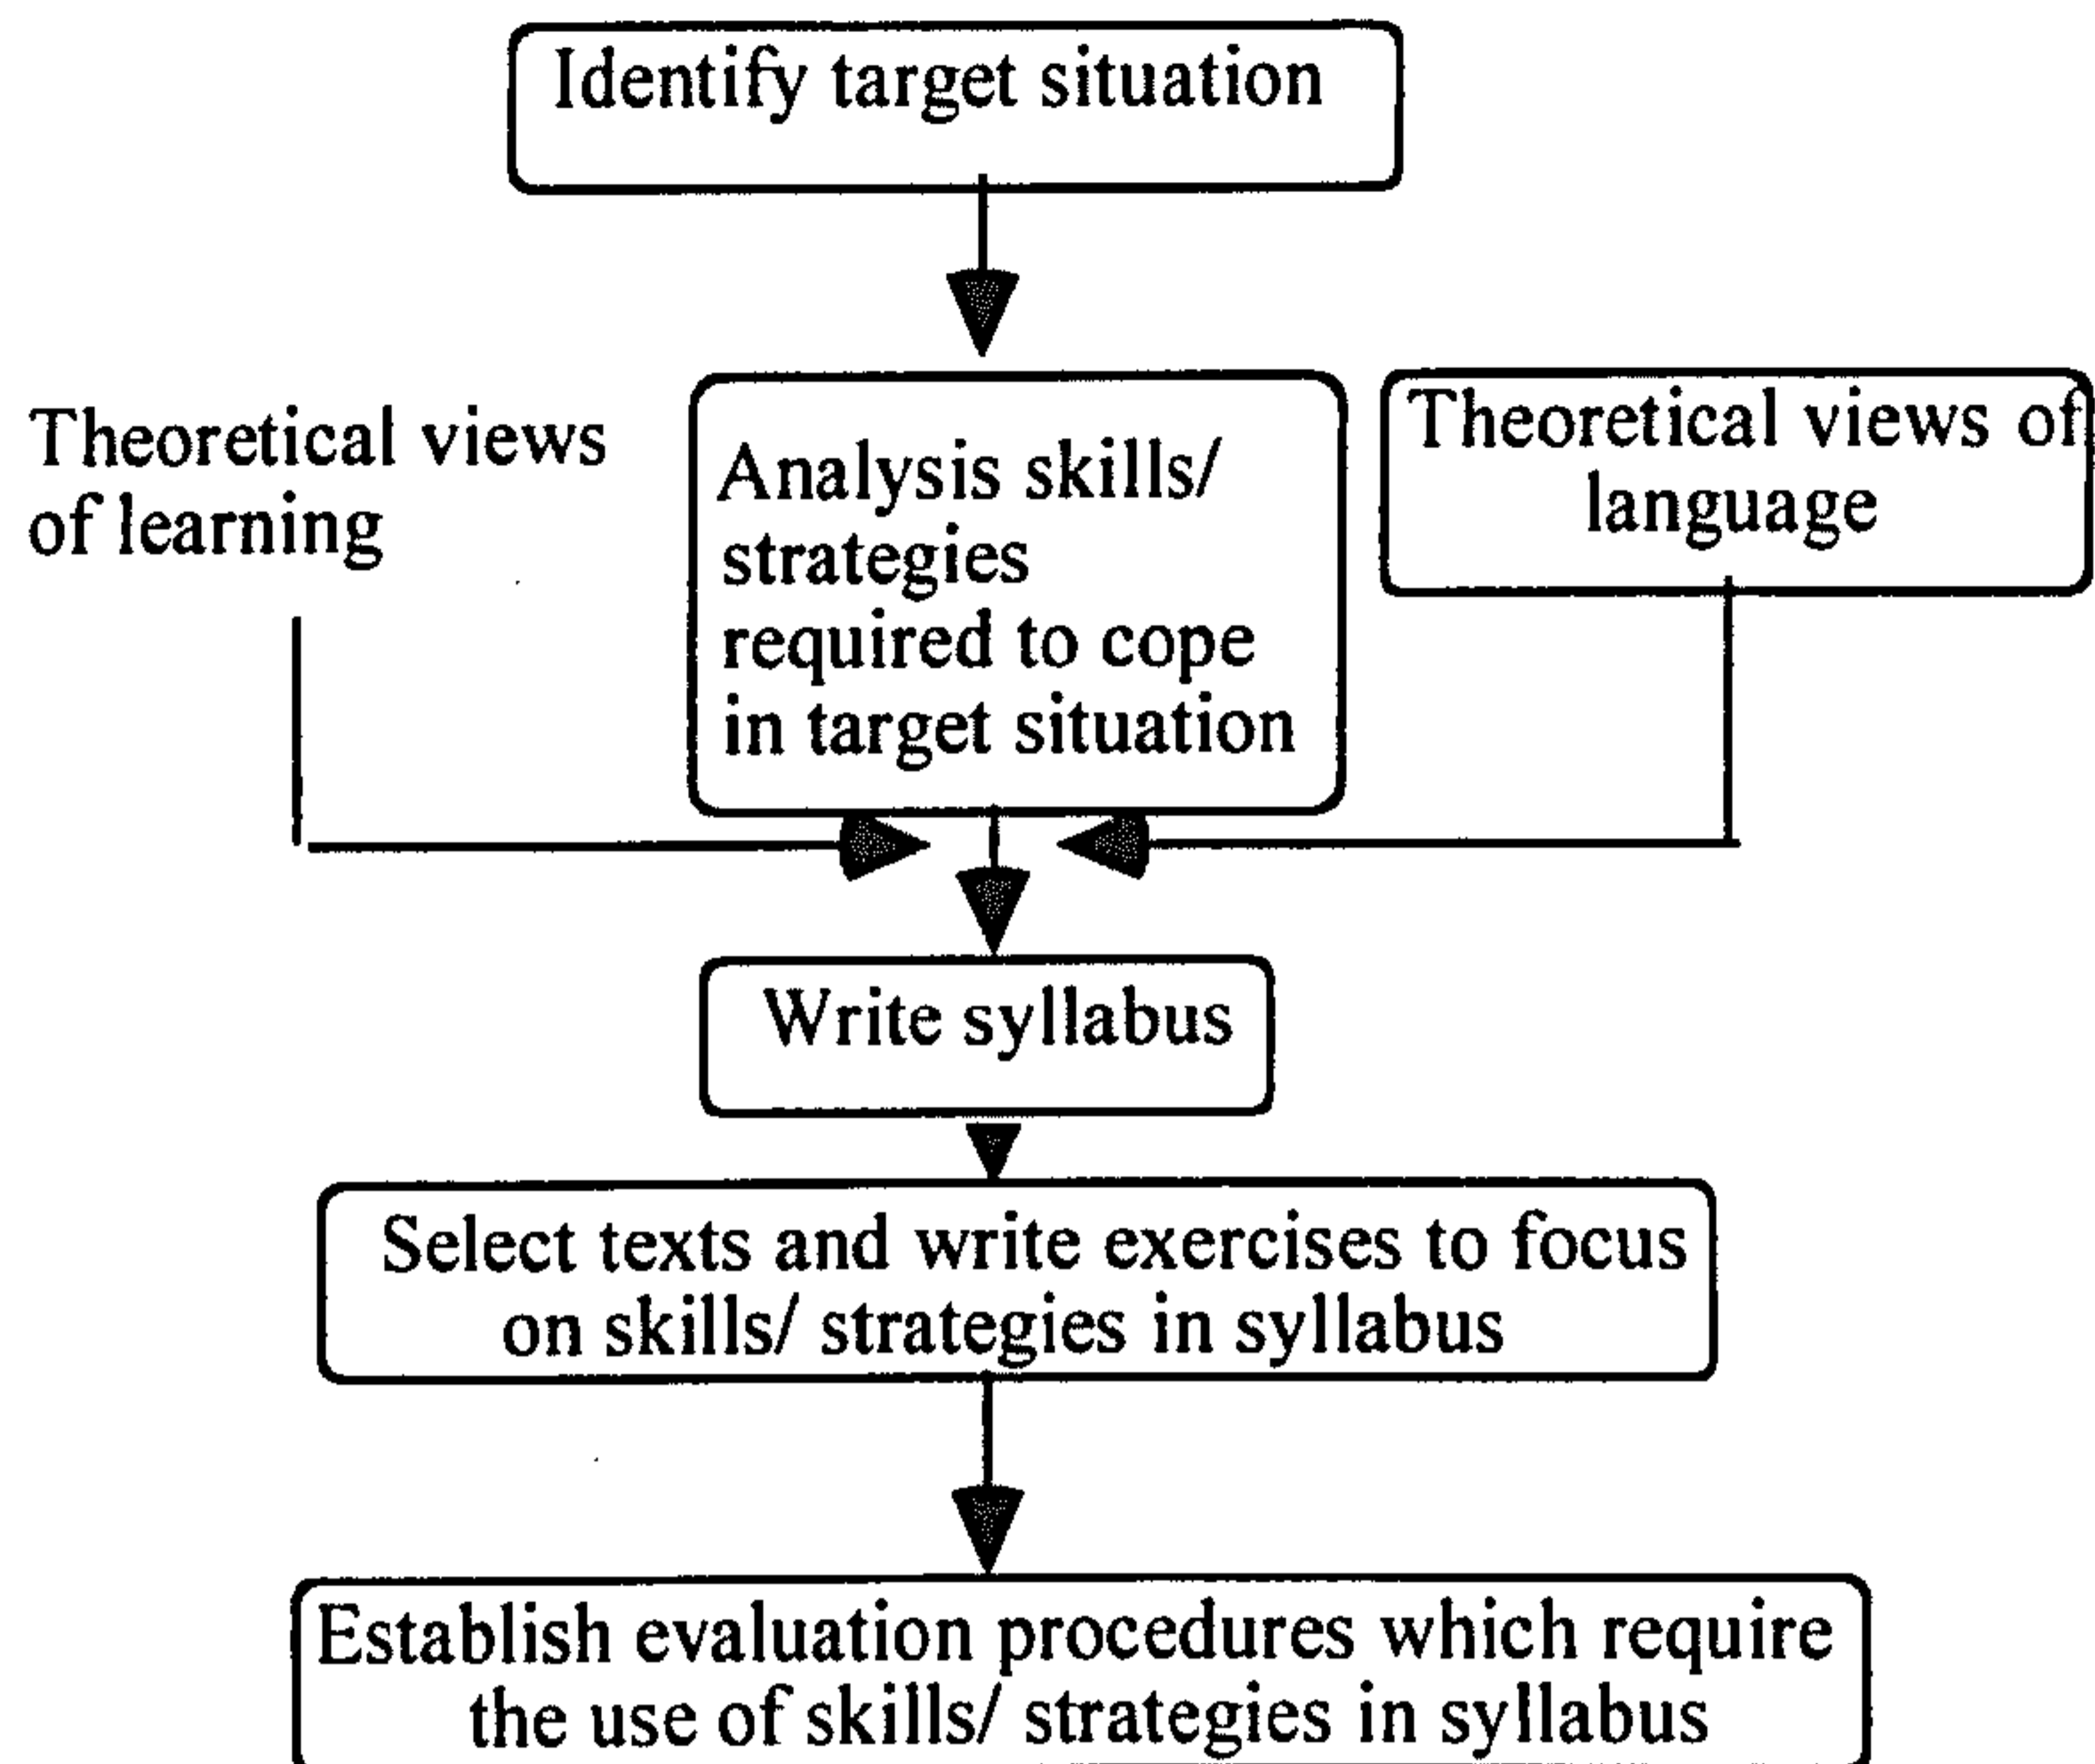 Identify target situation
Theoretical views
of learning
Analysis skills/
strategies
required to cope
in target situation
Theoretical views of
language
Write syllabus
Select texts and write exercises to focus
on skills/ strategies in syllabus
Establish evaluation procedures which require
the use of skills/ strategies in syllabus